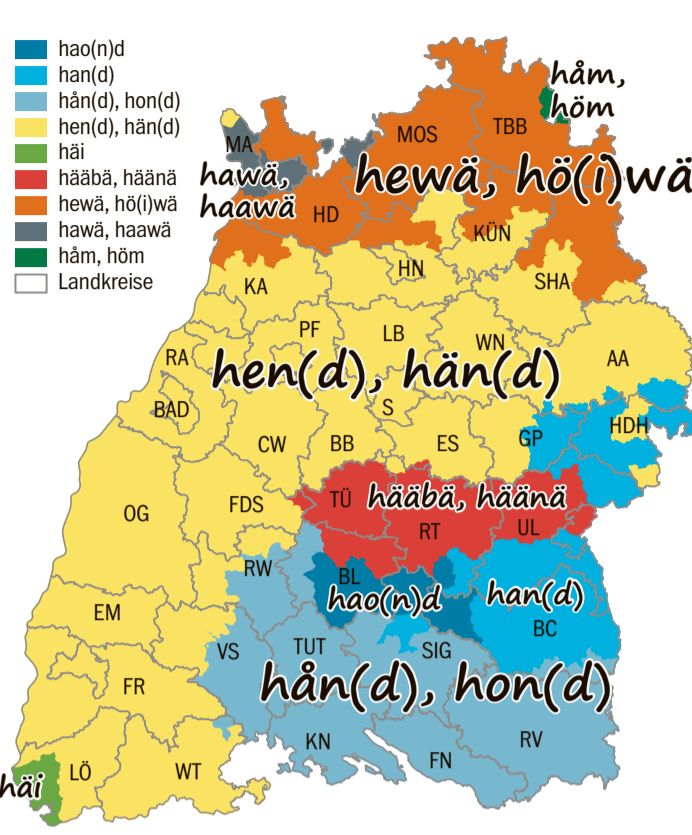 hao(n)d
han(d)
hån(d), hon(d)
hen(d), hän(d)
häi
hääbä, häänä
hewä, hö(i)wä
hawä, haawä
håm, höm
Landkreise
håm,
höm
MOS
TBB
MA
hawä,
haawä
hewä, hö(i)wä
HD
KÜN
HN
KA
SHA
PF
LB
WN
RA
AA
hen(d), hän(d)
BAD
S
HDH
CW
BB
ES
GP
OG
FDS
TÜ
hääbä, häänä
RT
UL
RW
BL
hao(n)d
han(d)
EM
BC
VS
TUT
SIG
FR
hån(d), hon(d)
KN
RV
häi
LÖ
WT
FN